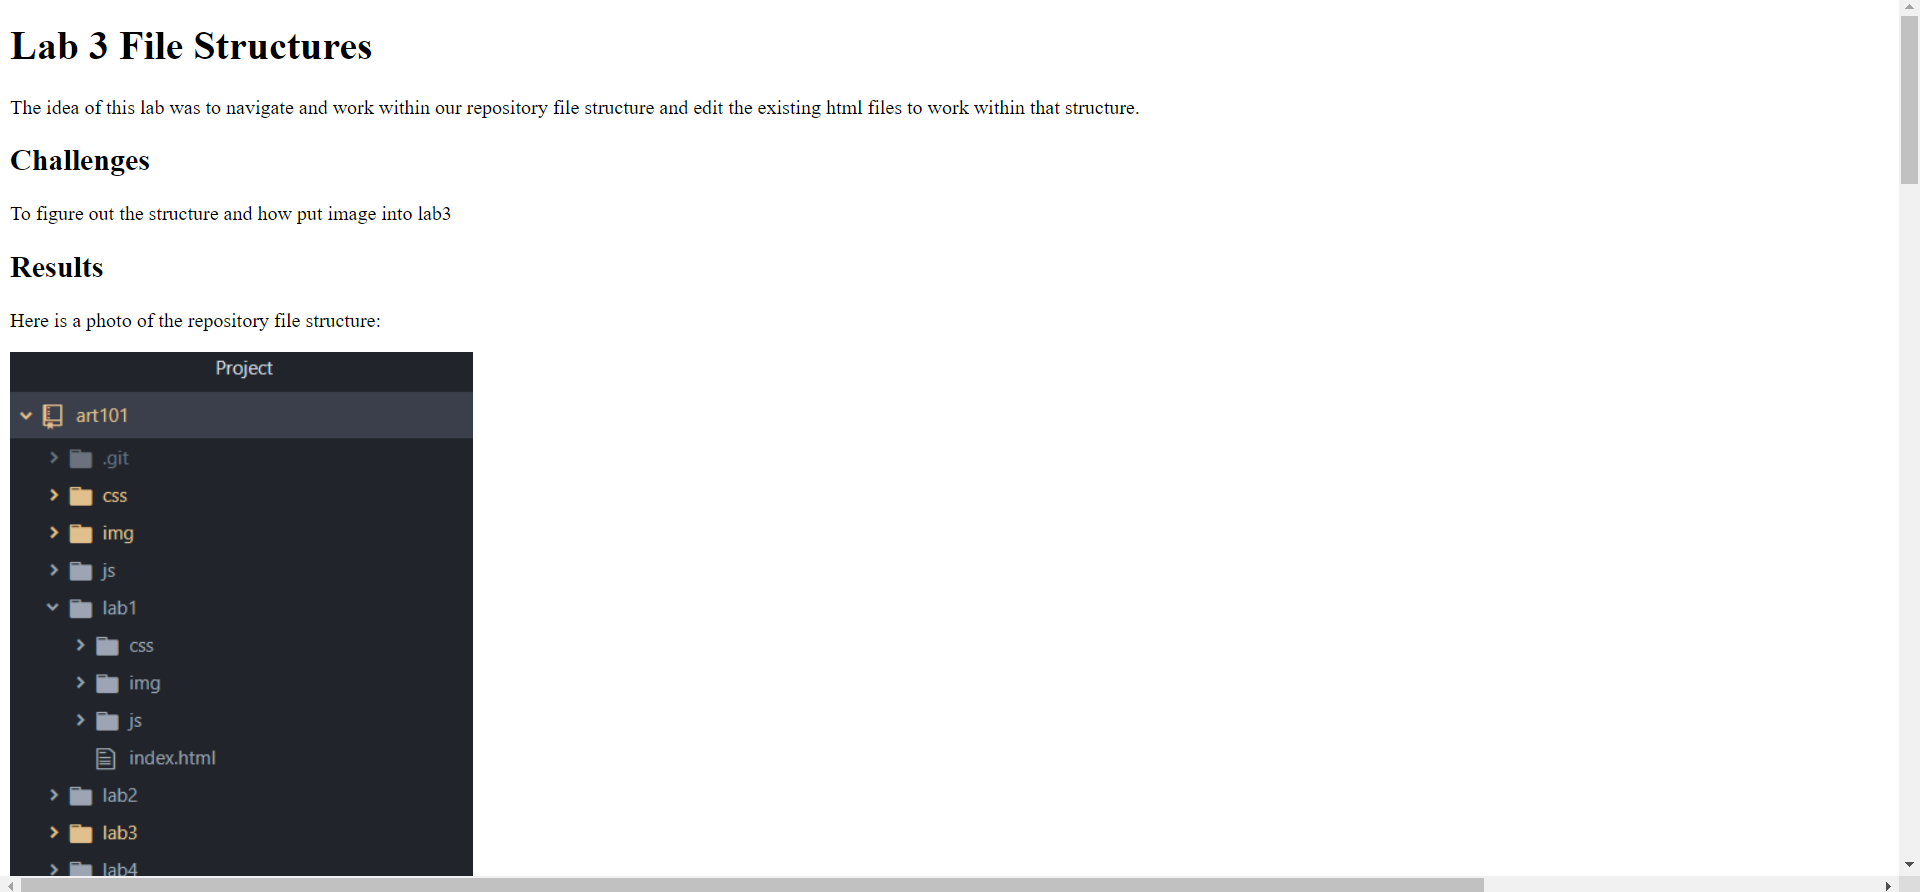 Lab 3 File Structures
The idea of this lab was to navigate and work within our repository file structure and edit the existing html files to work within that structure.
Challenges
To figure out the structure and how put image into lab3
Results
Here is a photo of the repository file structure:
Project
art101
.git
css
img
js
lab1
css
img
js
index.html
lab2
lab3
lab4